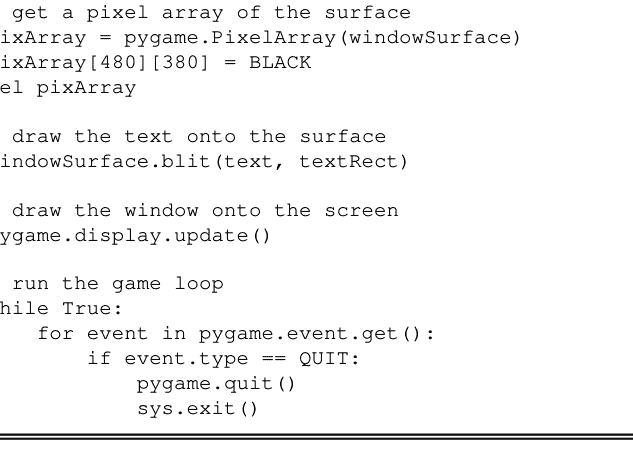 get a pixel array of the surface
ixArray = pygame.PixelArray(windowSurface)
ixArray[480][380] = BLACK
el pixArray
draw the text onto the surface
indowSurface.blit(text, textRect)
draw the window onto the screen
ygame.display.update()
run the game loop
hile True:
    for event in pygame.event.get():
        if event.type == QUIT:
            pygame.quit()
            sys.exit()